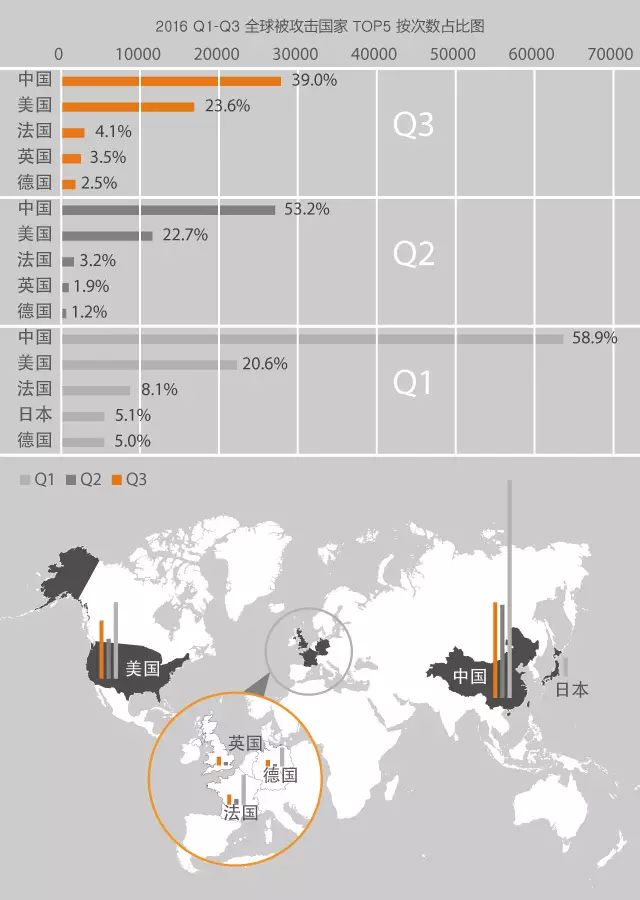 2016 Q1-Q3 全球被攻击国家 TOP5 按次数占比图
0 10000 20000 30000 40000 50000 60000 70000
中国 39.0%
美国 23.6%
法国 4.1%
英国 3.5%
德国 2.5%
Q3
中国 53.2%
美国 22.7%
法国 3.2%
英国 1.9%
德国 1.2%
Q2
中国 58.9%
美国 20.6%
法国 8.1%
日本 5.1%
德国 5.0%
Q1
Q1 Q2 Q3
美国
中国
日本
英国
德国
法国